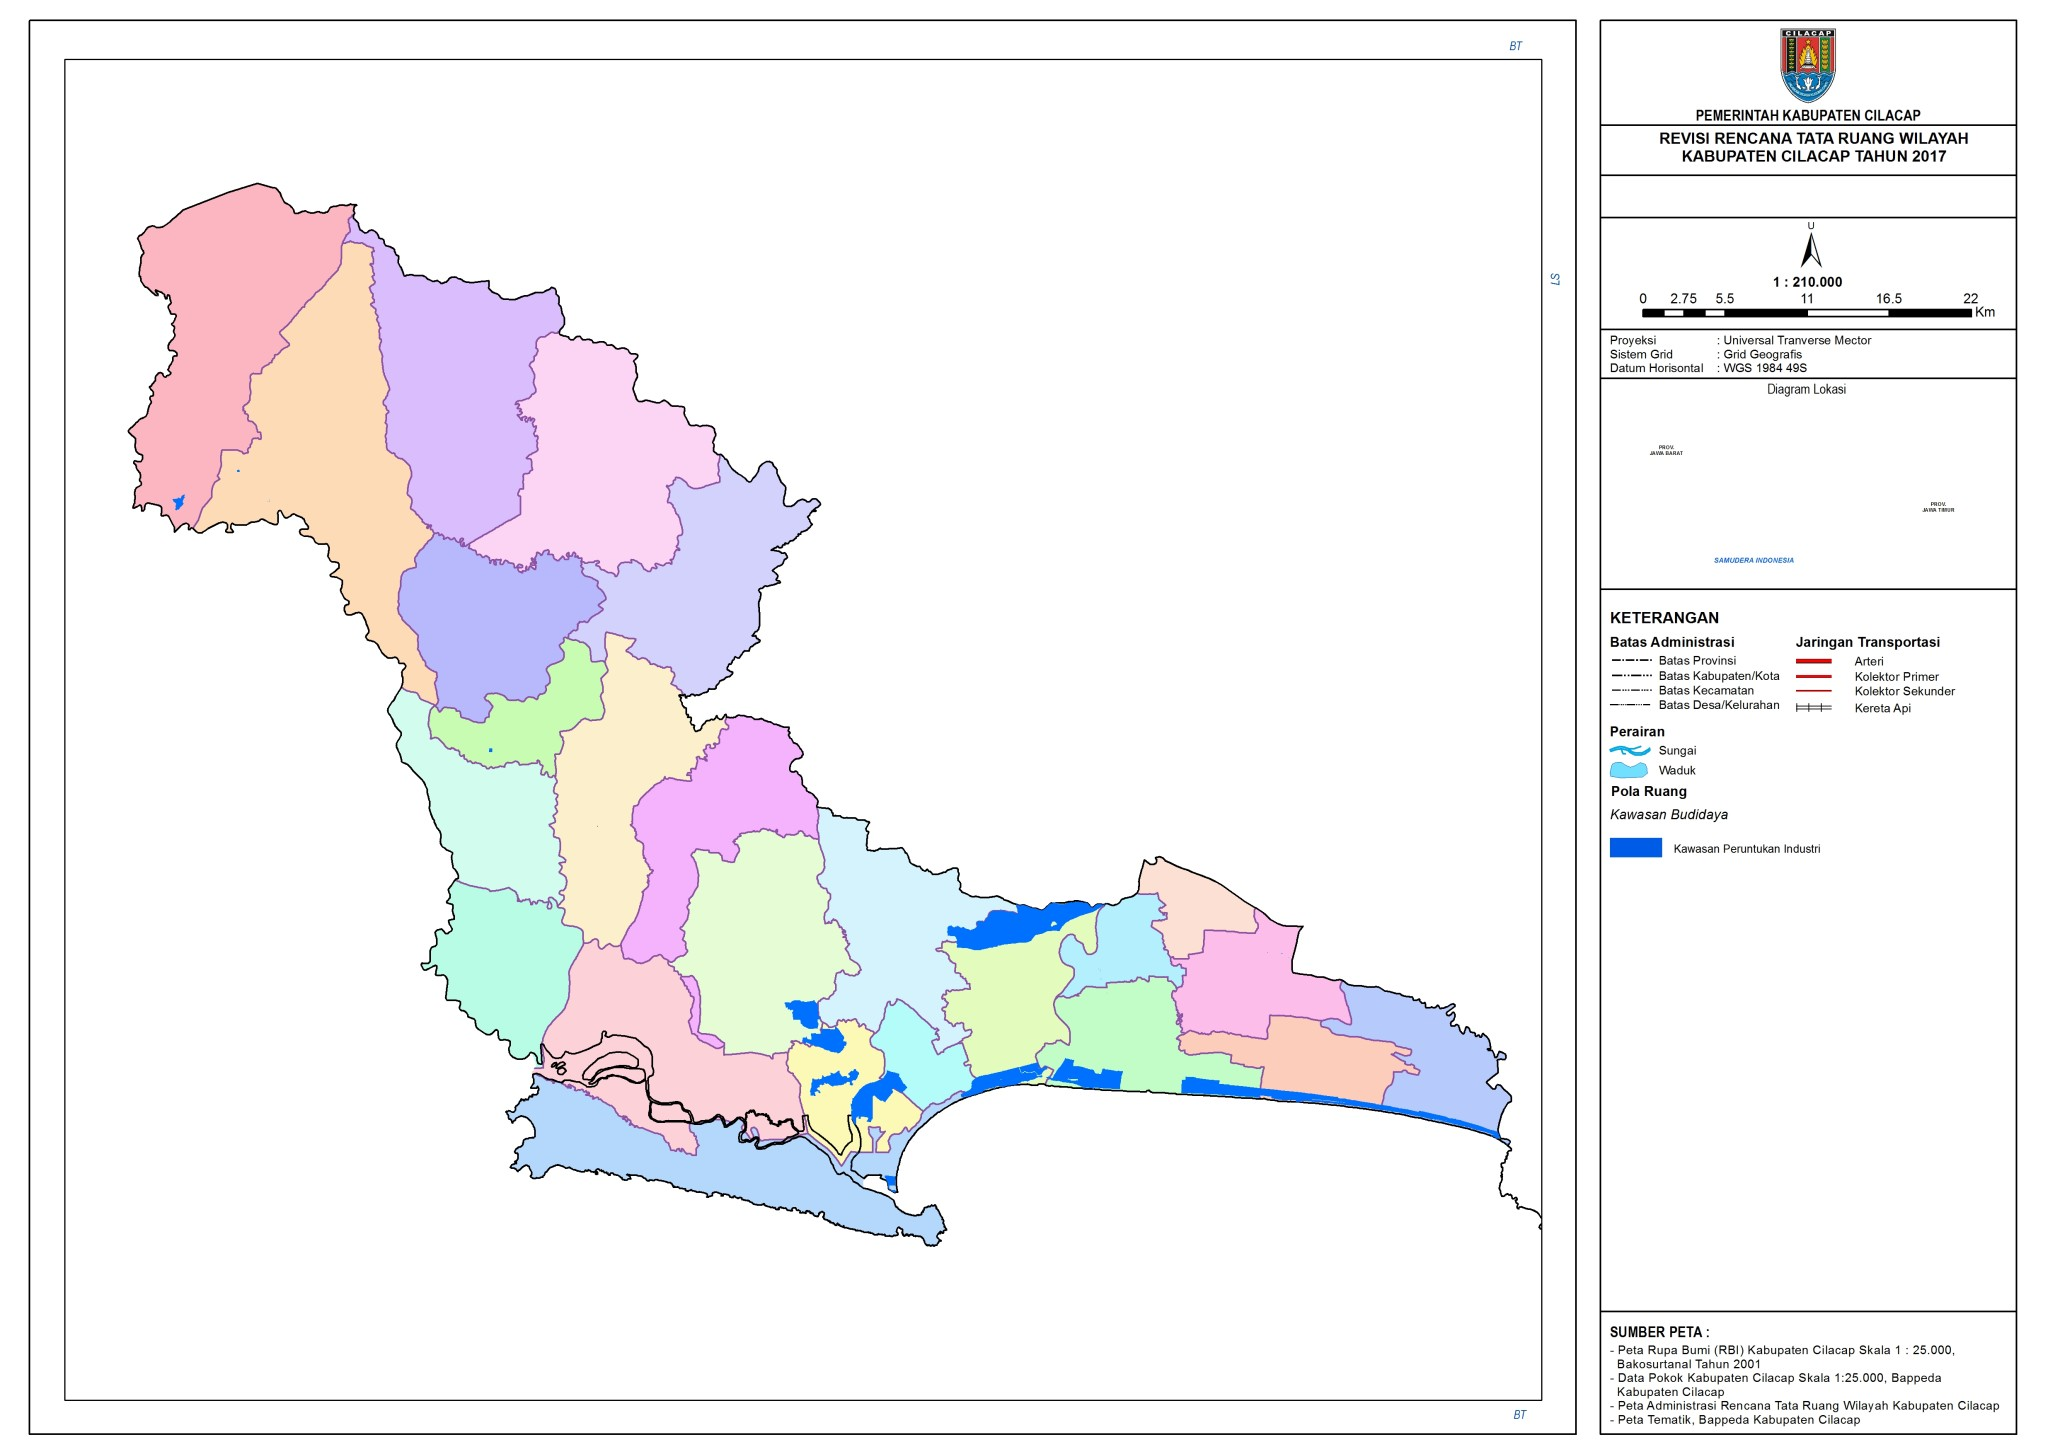 BT
LS
BT
CILACAP
PEMERINTAH KABUPATEN CILACAP
REVISI RENCANA TATA RUANG WILAYAH
KABUPATEN CILACAP TAHUN 2017
U
1 : 210.000
0 2.75 5.5 11 16.5 22
Km
Proyeksi : Universal Tranverse Mector
Sistem Grid : Grid Geografis
Datum Horisontal : WGS 1984 49S
Diagram Lokasi
PROV.
JAWA BARAT
PROV.
JAWA TIMUR
SAMUDERA INDONESIA
KETERANGAN
Batas Administrasi
Batas Provinsi
Batas Kabupaten/Kota
Batas Kecamatan
Batas Desa/Kelurahan
Jaringan Transportasi
Arteri
Kolektor Primer
Kolektor Sekunder
Kereta Api
Perairan
Sungai
Waduk
Pola Ruang
Kawasan Budidaya
Kawasan Peruntukan Industri
SUMBER PETA :
- Peta Rupa Bumi (RBI) Kabupaten Cilacap Skala 1 : 25.000,
Bakosurtanal Tahun 2001
- Data Pokok Kabupaten Cilacap Skala 1:25.000, Bappeda
Kabupaten Cilacap
- Peta Administrasi Rencana Tata Ruang Wilayah Kabupaten Cilacap
- Peta Tematik, Bappeda Kabupaten Cilacap